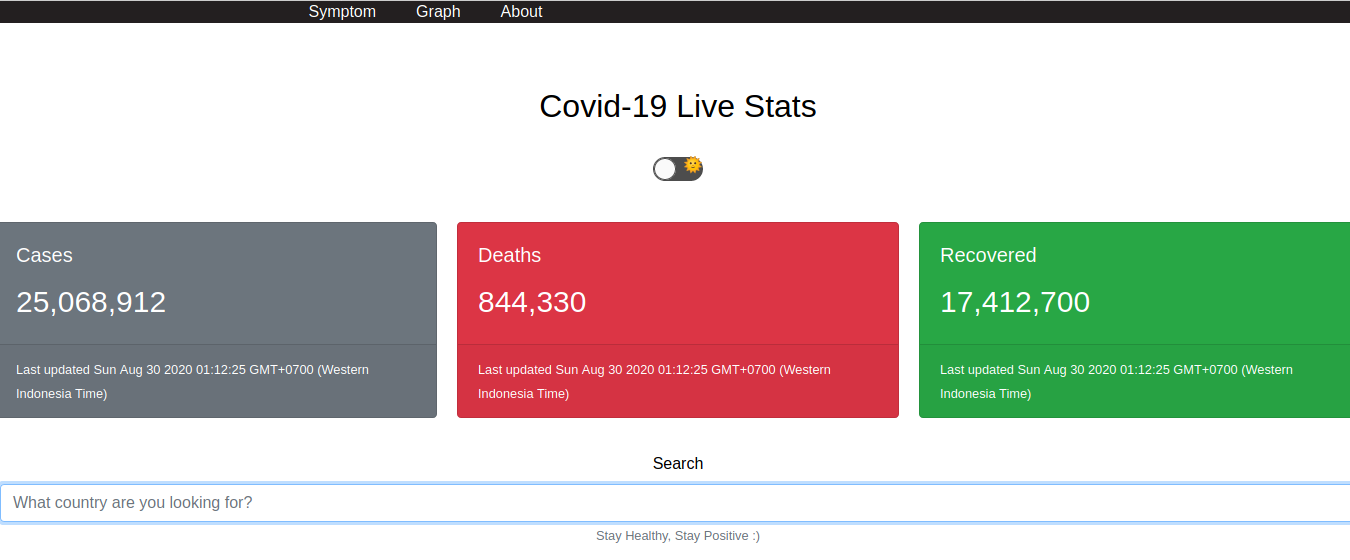 Symptom Graph About
Covid-19 Live Stats
Cases
25,068,912
Last updated Sun Aug 30 2020 01:12:25 GMT+0700 (Western
Indonesia Time)
Deaths
844,330
Last updated Sun Aug 30 2020 01:12:25 GMT+0700 (Western
Indonesia Time)
Recovered
17,412,700
Last updated Sun Aug 30 2020 01:12:25 GMT+0700 (Western
Indonesia Time)
Search
What country are you looking for?
Stay Healthy, Stay Positive :)